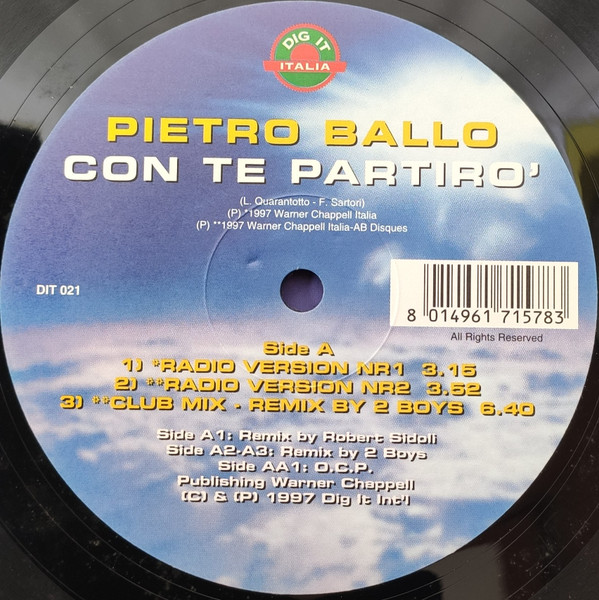 DIG IT
ITALIA
PIETRO BALLO
CON TE PARTIRO'
(L. Quarantotto - F. Sartori)
(P) *1997 Warner Chappell Italia
(P) **1997 Warner Chappell Italia-AB Disques
DIT 021
8 014961 715783
All Rights Reserved
Side A
1) *RADIO VERSION NR1 3.15
2) **RADIO VERSION NR2 3.52
3) **CLUB MIX - REMIX BY 2 BOYS 6.40
Side A1: Remix by Robert Sidoli
Side A2-A3: Remix by 2 Boys
Side AA1: O.C.P.
Publishing Warner Chappell
(C) & (P) 1997 Dig It Int'l